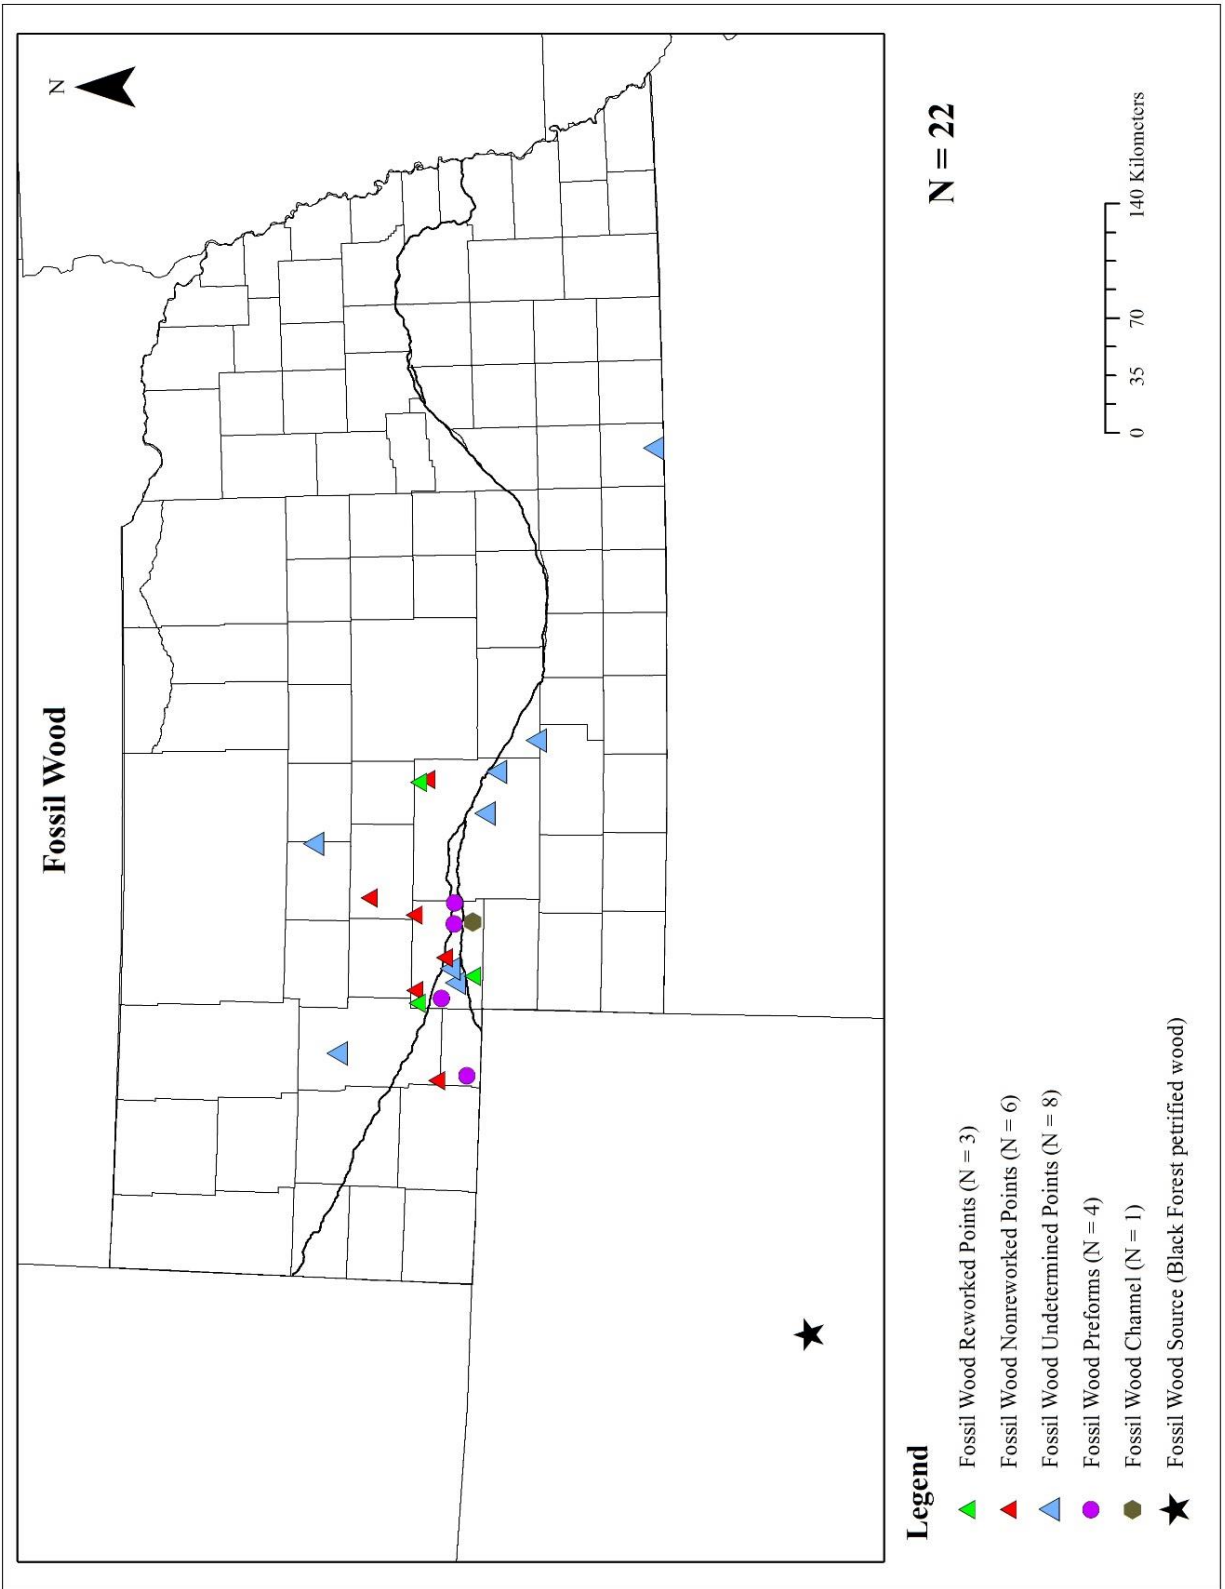 Fossil Wood
N
Legend
Fossil Wood Reworked Points (N = 3)
Fossil Wood Nonreworked Points (N = 6)
Fossil Wood Undetermined Points (N = 8)
Fossil Wood Preforms (N = 4)
Fossil Wood Channel (N = 1)
Fossil Wood Source (Black Forest petrified wood)
N = 22
0 35 70 140 Kilometers